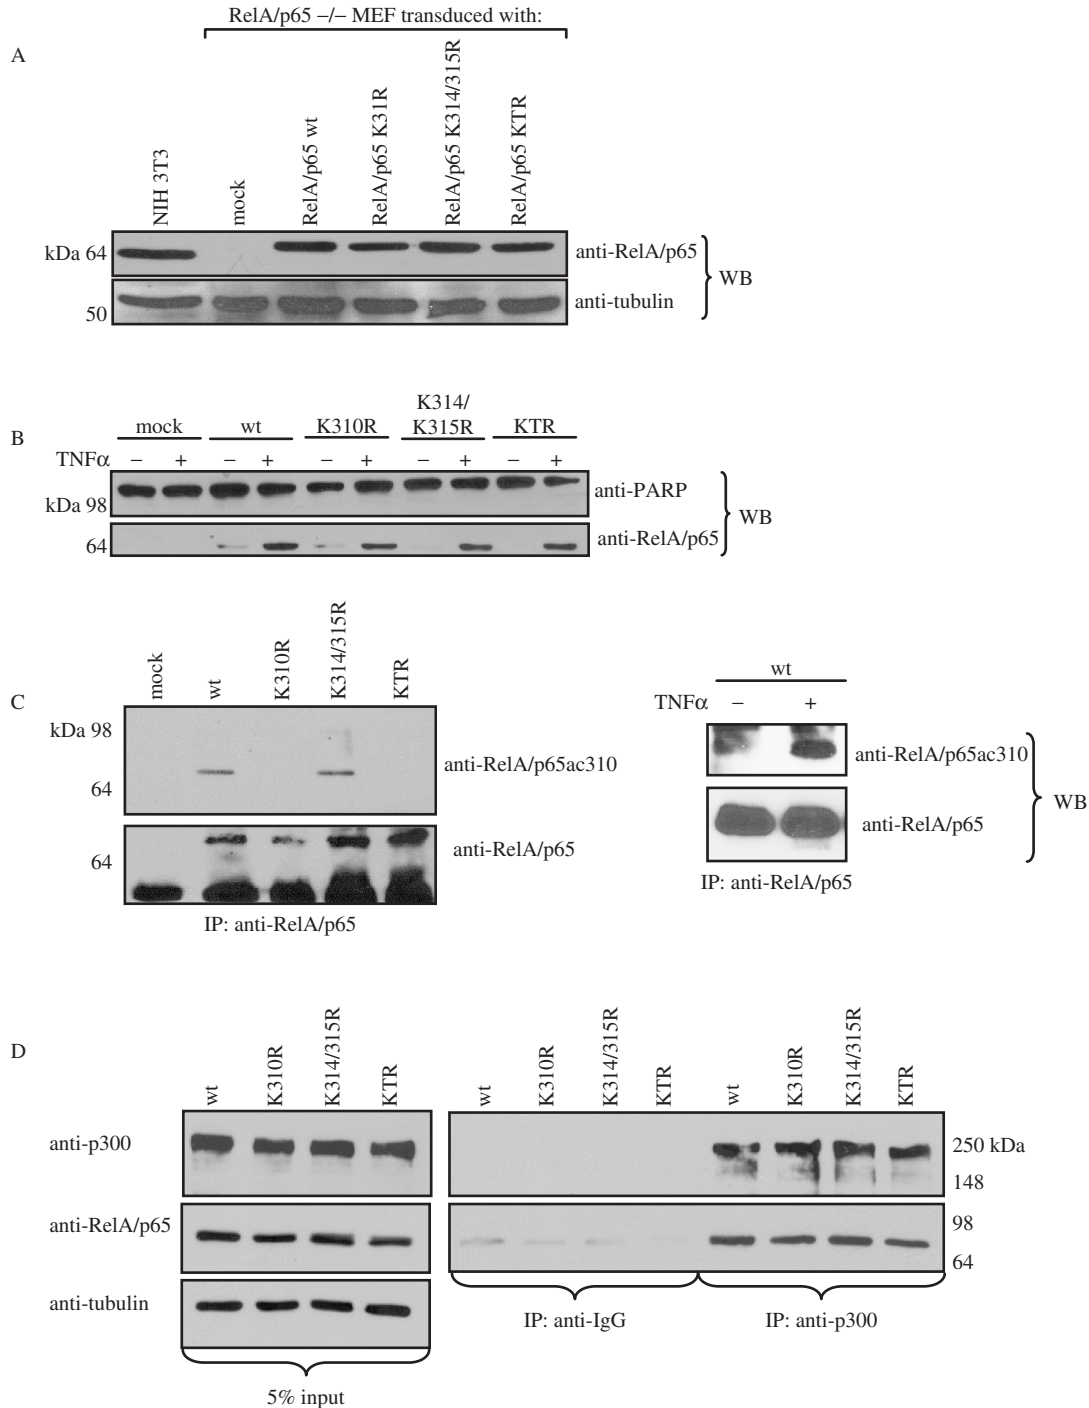 RelA/p65 −/− MEF transduced with:
A
NIH 3T3
mock
RelA/p65 wt
RelA/p65 K31R
RelA/p65 K314/315R
RelA/p65 KTR
kDa 64
anti-RelA/p65
50
anti-tubulin
WB
B
mock
wt
K310R
K314/
K315R
KTR
TNFα − + − + − + − + − +
kDa 98
anti-PARP
64
anti-RelA/p65
WB
C
mock
wt
K310R
K314/315R
KTR
kDa 98
64
anti-RelA/p65ac310
64
anti-RelA/p65
IP: anti-RelA/p65
wt
TNFα − +
anti-RelA/p65ac310
anti-RelA/p65
WB
IP: anti-RelA/p65
D
wt
K310R
K314/315R
KTR
wt
K310R
K314/315R
KTR
wt
K310R
K314/315R
KTR
anti-p300
250 kDa
148
anti-RelA/p65
98
64
anti-tubulin
IP: anti-IgG
IP: anti-p300
5% input